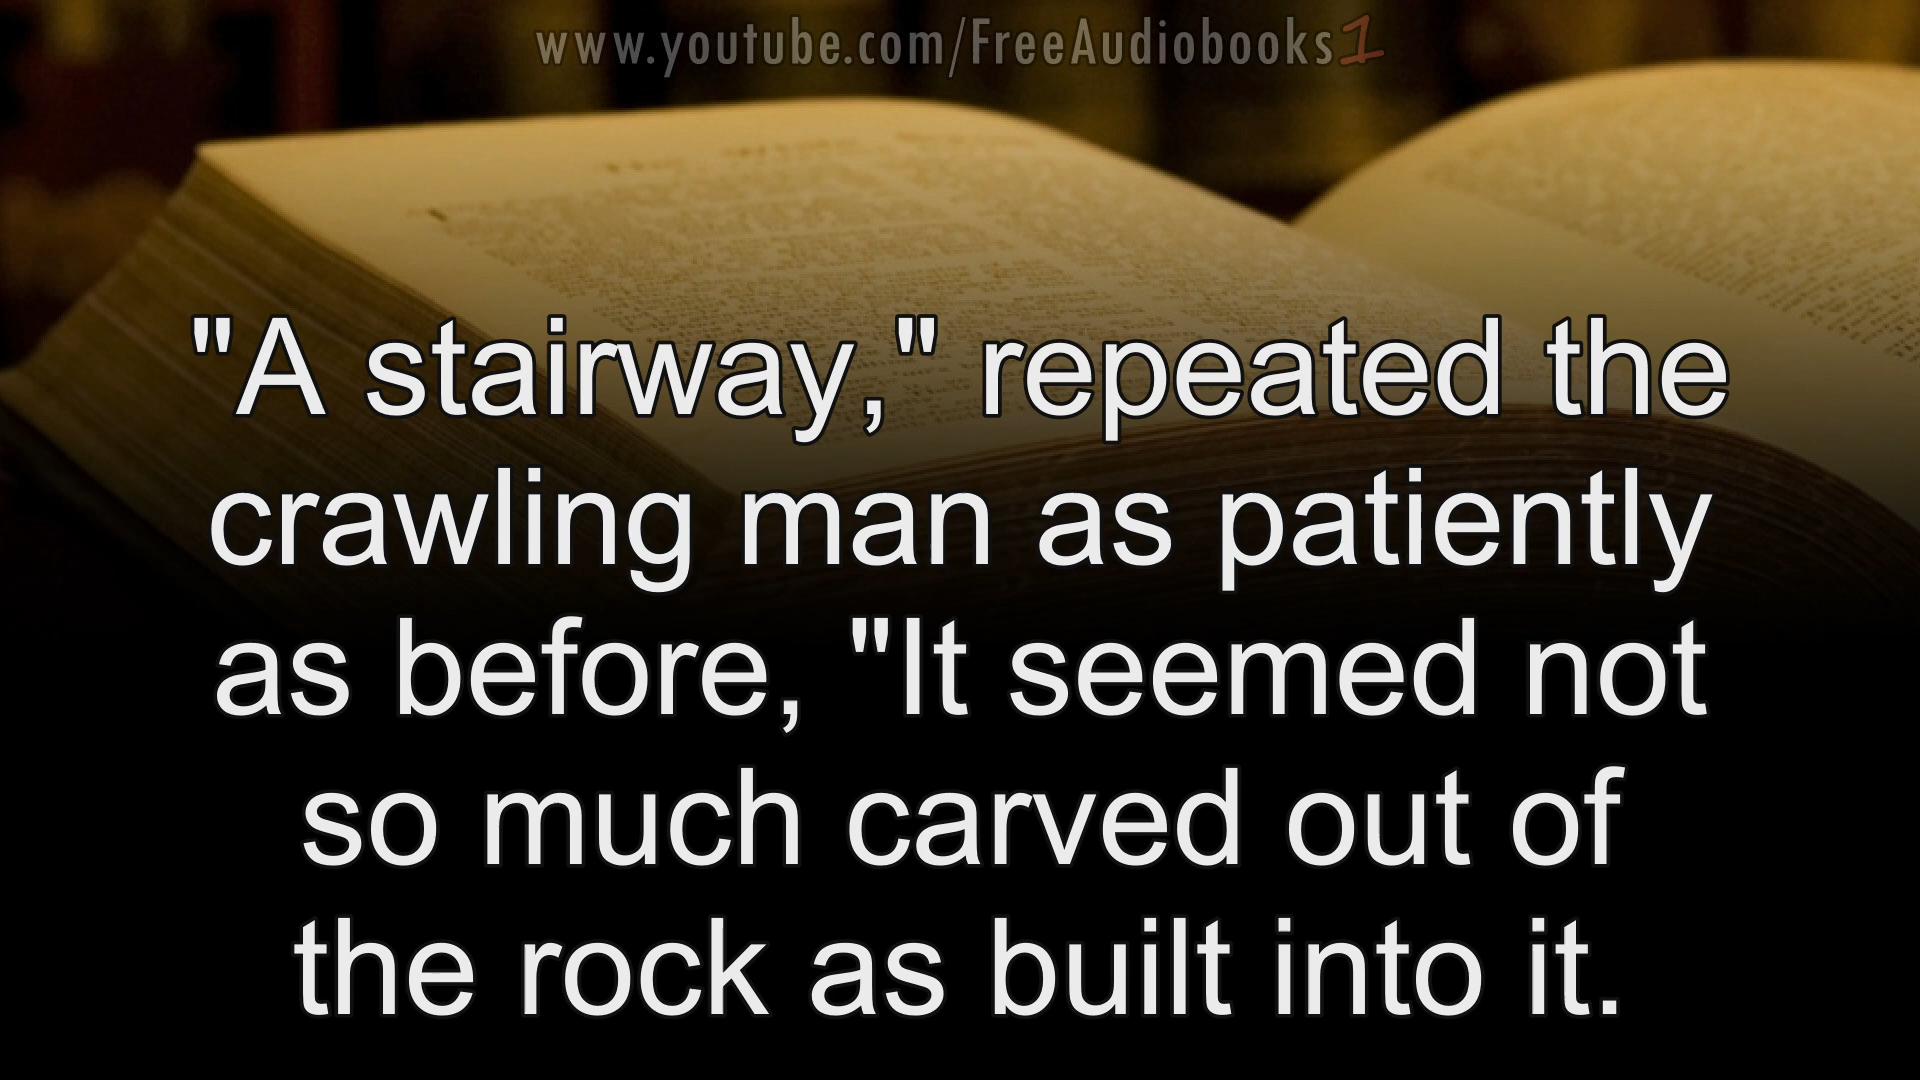 www.youtube.com/FreeAudiobooks1
"A stairway," repeated the
crawling man as patiently
as before, "It seemed not
so much carved out of
the rock as built into it.